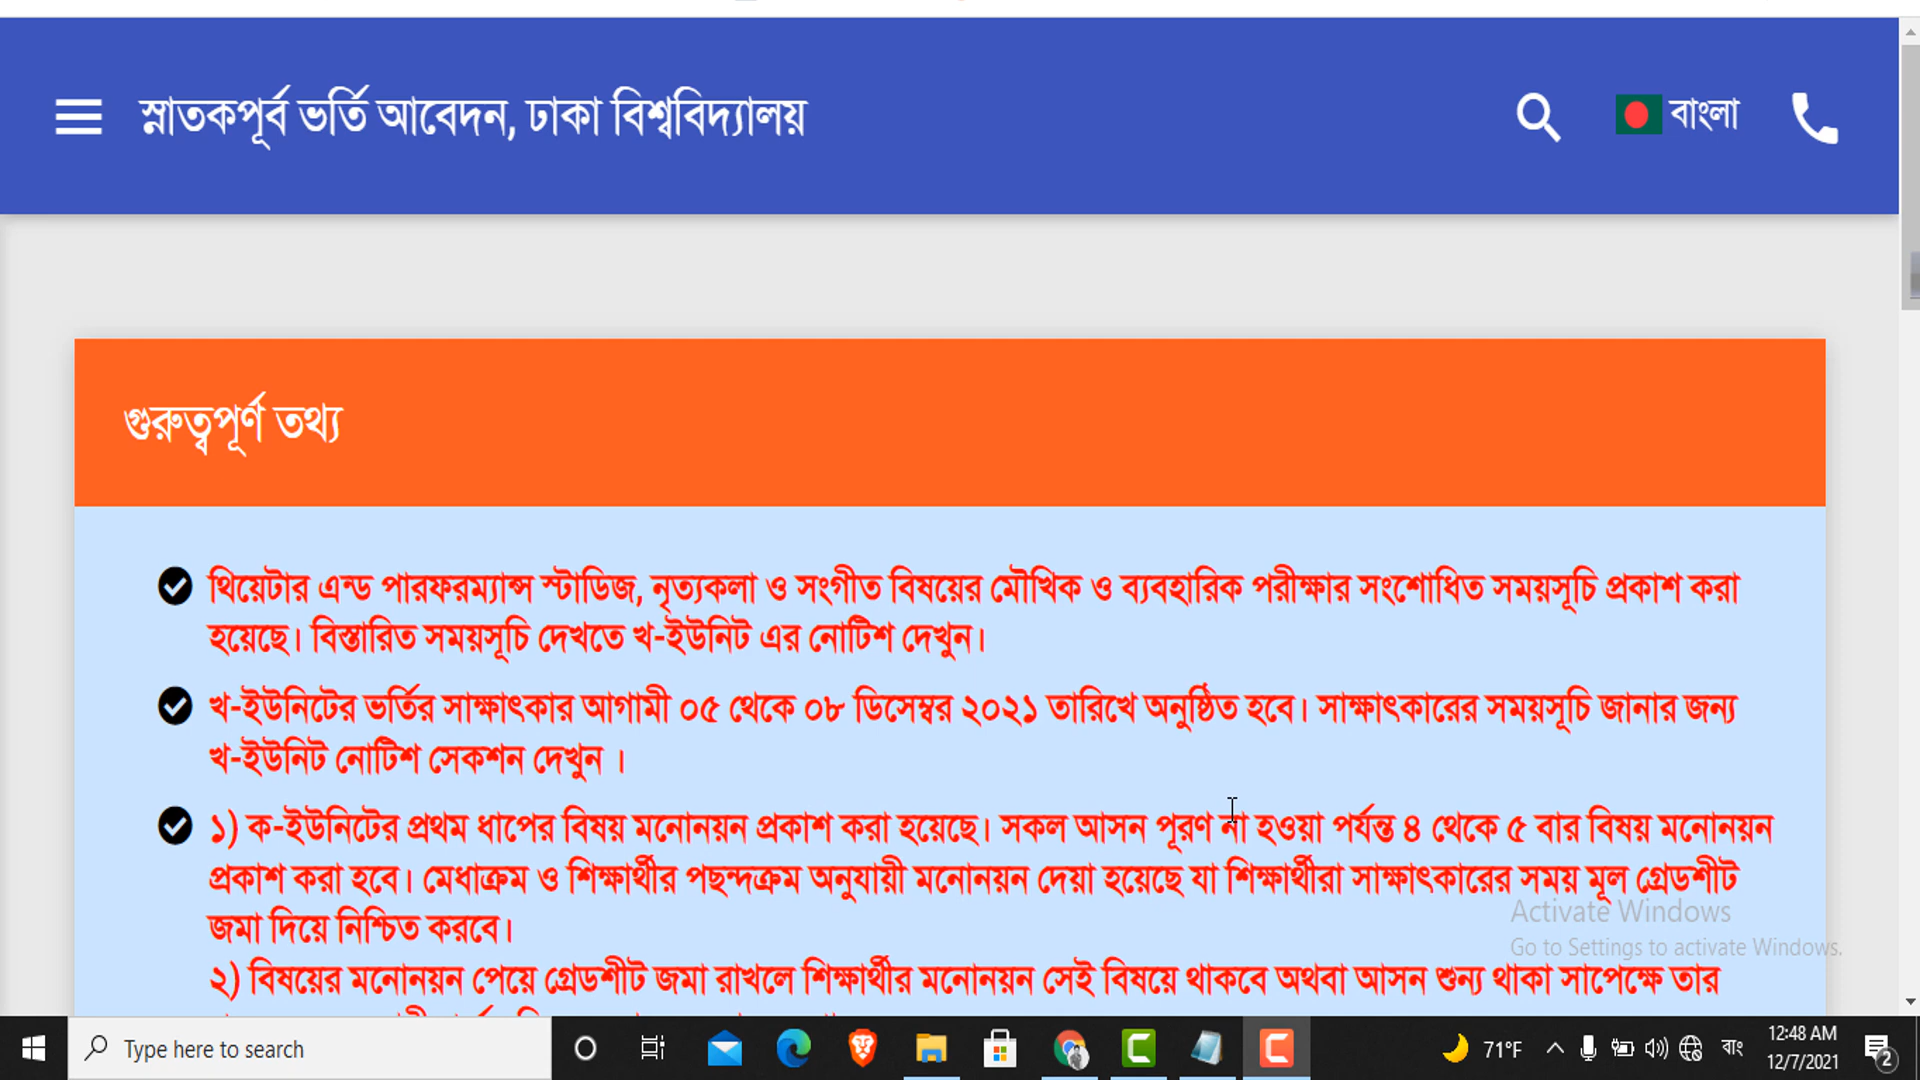 স্নাতকপূর্ব ভর্তি আবেদন, ঢাকা বিশ্ববিদ্যালয়
বাংলা
গুরুত্বপূর্ণ তথ্য
থিয়েটার এন্ড পারফরম্যান্স স্টাডিজ, নৃত্যকলা ও সংগীত বিষয়ের মৌখিক ও ব্যবহারিক পরীক্ষার সংশোধিত সময়সূচি প্রকাশ করা
হয়েছে। বিস্তারিত সময়সূচি দেখতে খ-ইউনিট এর নোটিশ দেখুন।
খ-ইউনিটের ভর্তির সাক্ষাৎকার আগামী ০৫ থেকে ০৮ ডিসেম্বর ২০২১ তারিখে অনুষ্ঠিত হবে। সাক্ষাৎকারের সময়সূচি জানার জন্য
খ-ইউনিট নোটিশ সেকশন দেখুন ।
১) ক-ইউনিটের প্রথম ধাপের বিষয় মনোনয়ন প্রকাশ করা হয়েছে। সকল আসন পূরণ না হওয়া পর্যন্ত ৪ থেকে ৫ বার বিষয় মনোনয়ন
প্রকাশ করা হবে। মেধাক্রম ও শিক্ষার্থীর পছন্দক্রম অনুযায়ী মনোনয়ন দেয়া হয়েছে যা শিক্ষার্থীরা সাক্ষাৎকারের সময় মূল গ্রেডশীট
জমা দিয়ে নিশ্চিত করবে।
২) বিষয়ের মনোনয়ন পেয়ে গ্রেডশীট জমা রাখলে শিক্ষার্থীর মনোনয়ন সেই বিষয়ে থাকবে অথবা আসন শুন্য থাকা সাপেক্ষে তার
Activate Windows
Go to Settings to activate Windows.
Type here to search
71°F
বাং
12:48 AM
12/7/2021
2